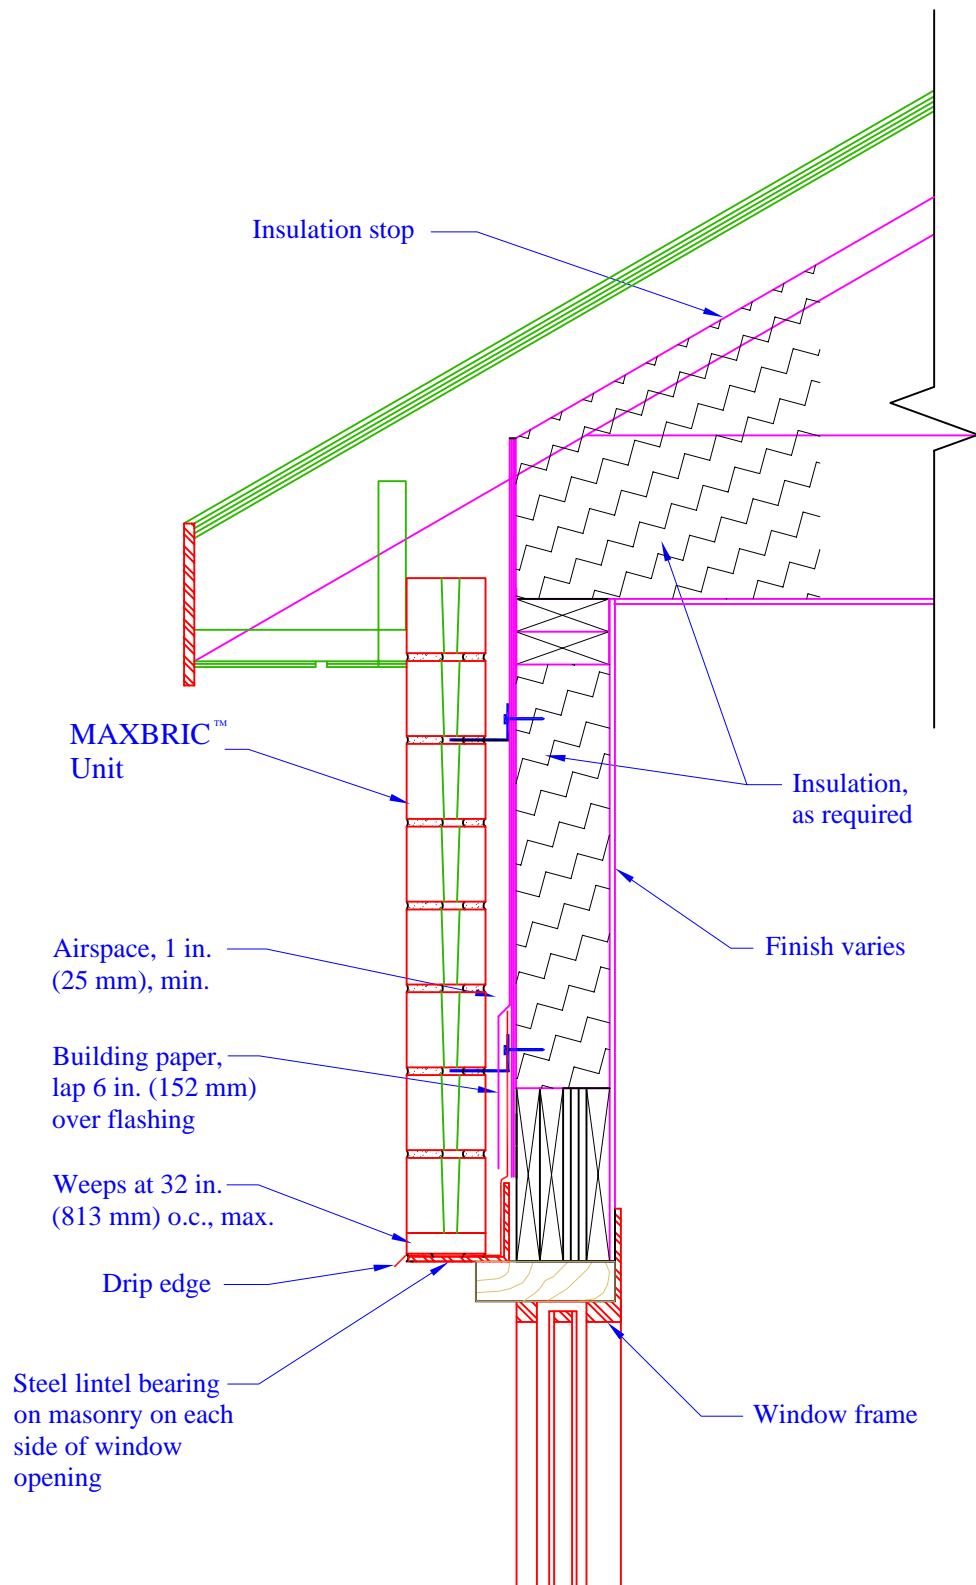 Insulation stop
MAXBRIC™
Unit
Insulation,
as required
Airspace, 1 in.
(25 mm), min.
Finish varies
Building paper,
lap 6 in. (152 mm)
over flashing
Weeps at 32 in.
(813 mm) o.c., max.
Drip edge
Steel lintel bearing
on masonry on each
side of window
opening
Window frame